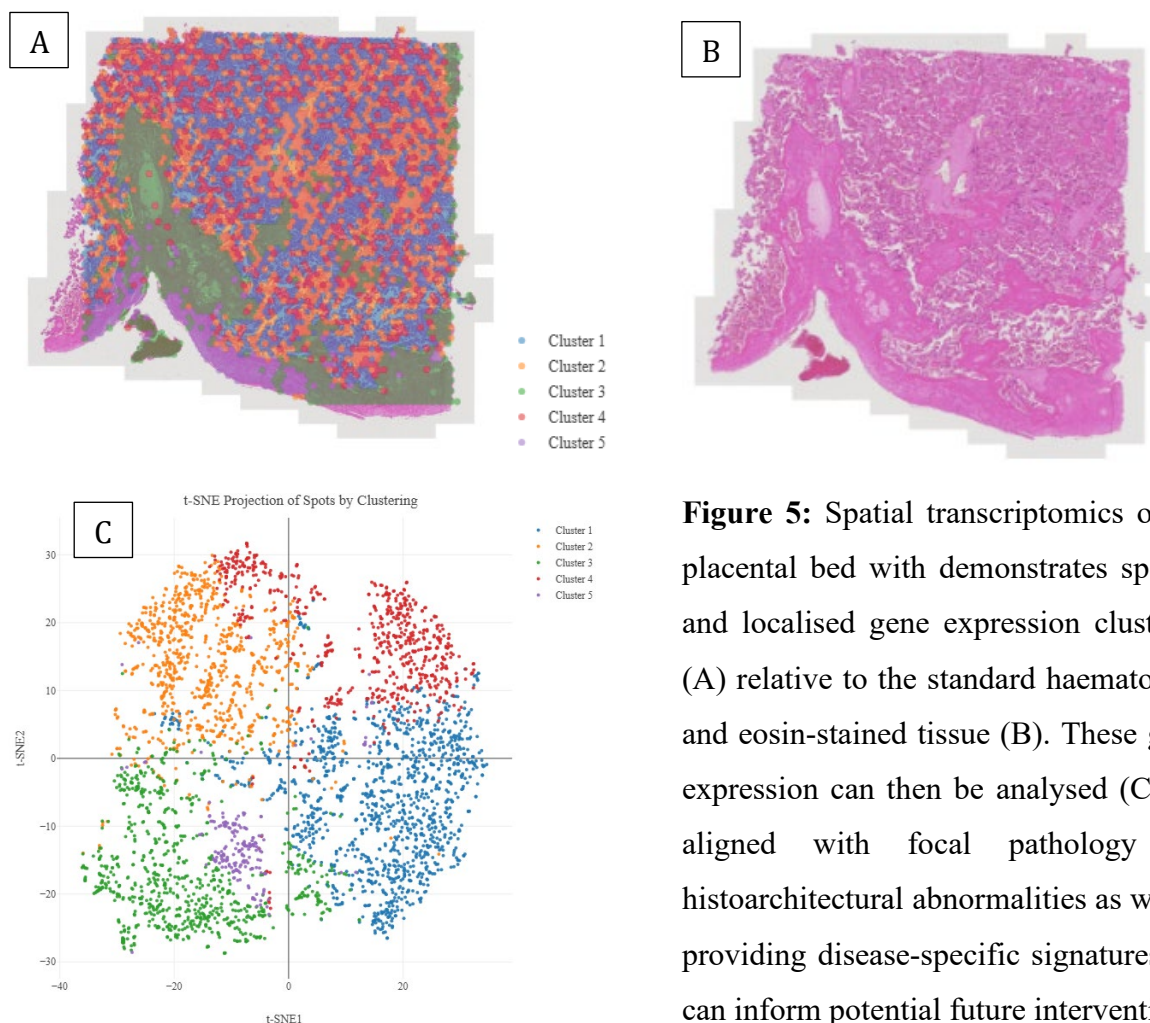 A
B
Cluster 1
Cluster 2
Cluster 3
Cluster 4
Cluster 5
t-SNE Projection of Spots by Clustering
C
Cluster 1
Cluster 2
Cluster 3
Cluster 4
Cluster 5
30
20
10
0
−10
−20
−30
−40
−20
0
20
t-SNE2
t-SNE1
Figure 5: Spatial transcriptomics o
placental bed with demonstrates sp
and localised gene expression clust
(A) relative to the standard haemato
and eosin-stained tissue (B). These g
expression can then be analysed (C
aligned with focal pathology
histoarchitectural abnormalities as w
providing disease-specific signatures
can inform potential future interventi